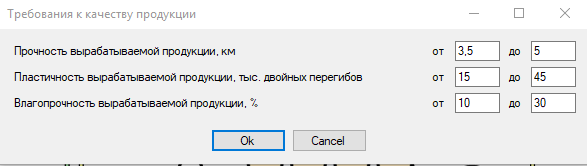 Требования к качеству продукции
Прочность вырабатываемой продукции, км от 3,5 до 5
Пластичность вырабатываемой продукции, тыс. двойных перегибов от 15 до 45
Влагопрочность вырабатываемой продукции, % от 10 до 30
Ok Cancel